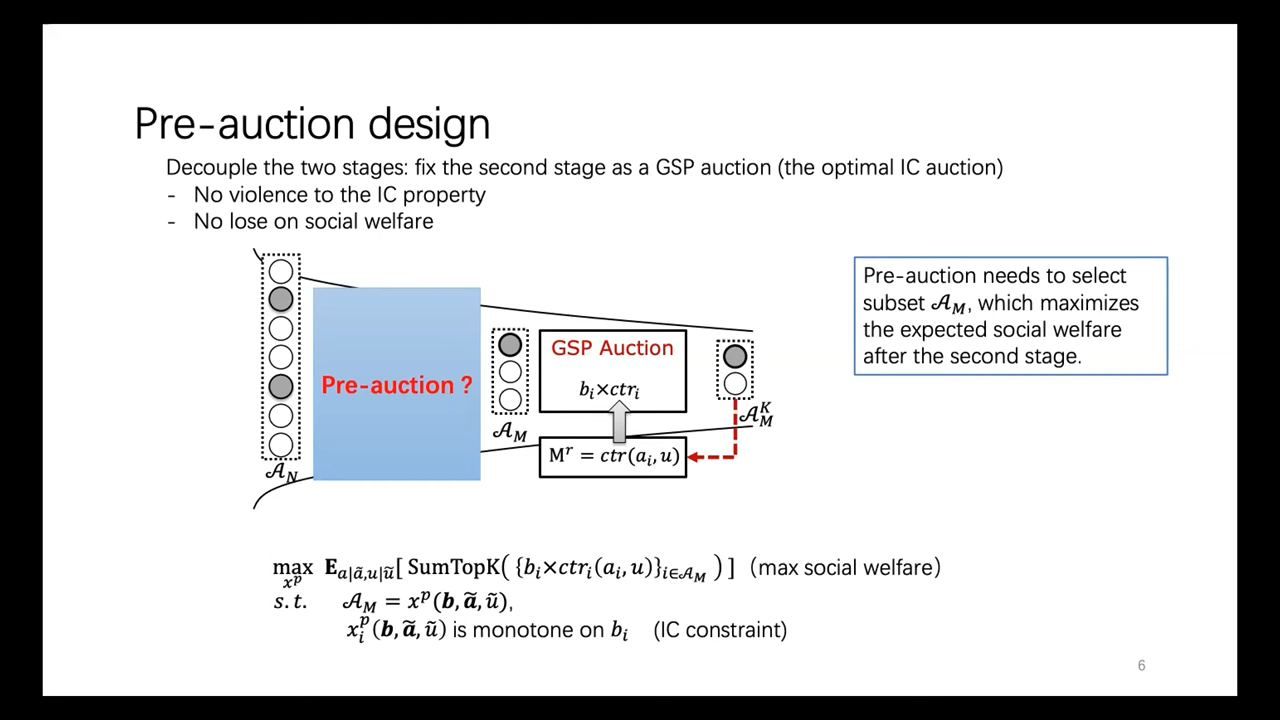 Pre-auction design
Decouple the two stages: fix the second stage as a GSP auction (the optimal IC auction)
- No violence to the IC property
- No lose on social welfare
Pre-auction needs to select
subset 𝒜_M, which maximizes
the expected social welfare
after the second stage.
Pre-auction ?
GSP Auction
b_i×ctr_i
M^r = ctr(a_i, u)
𝒜_N
𝒜_M
𝒜_M^K
max_{x^p} E_{a|ã,u|ũ}[ SumTopK( {b_i×ctr_i(a_i, u)}_{i∈𝒜_M} ) ] (max social welfare)
s.t. 𝒜_M = x^p(b, ã, ũ),
x_i^p(b, ã, ũ) is monotone on b_i (IC constraint)
6